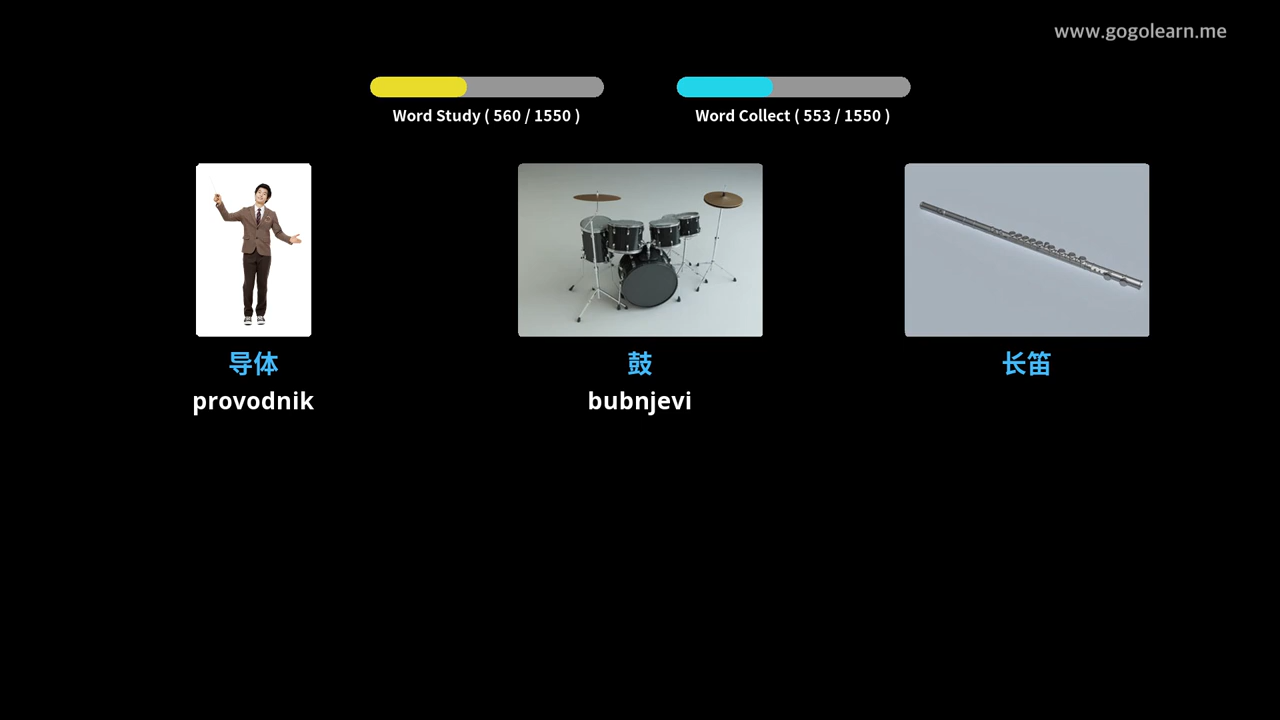 www.gogolearn.me
Word Study ( 560 / 1550 )
Word Collect ( 553 / 1550 )
导体
provodnik
鼓
bubnjevi
长笛